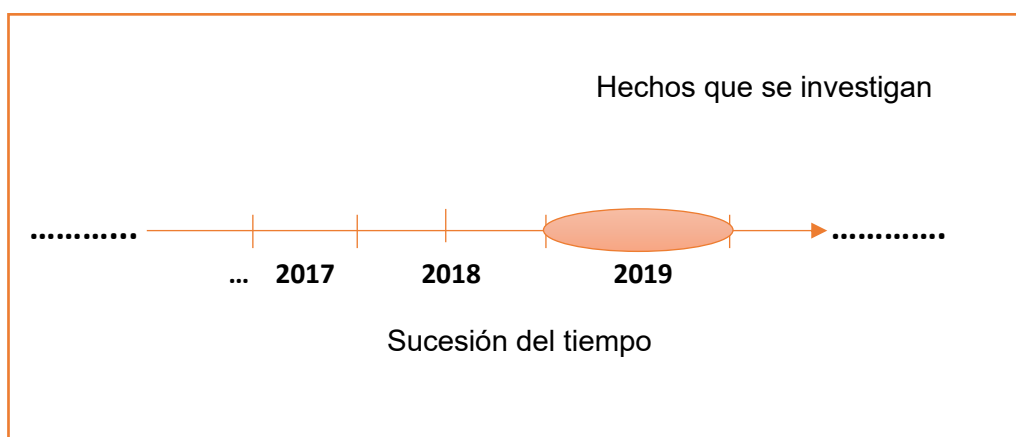 Hechos que se investigan
………… ………….
... 2017 2018 2019
Sucesión del tiempo